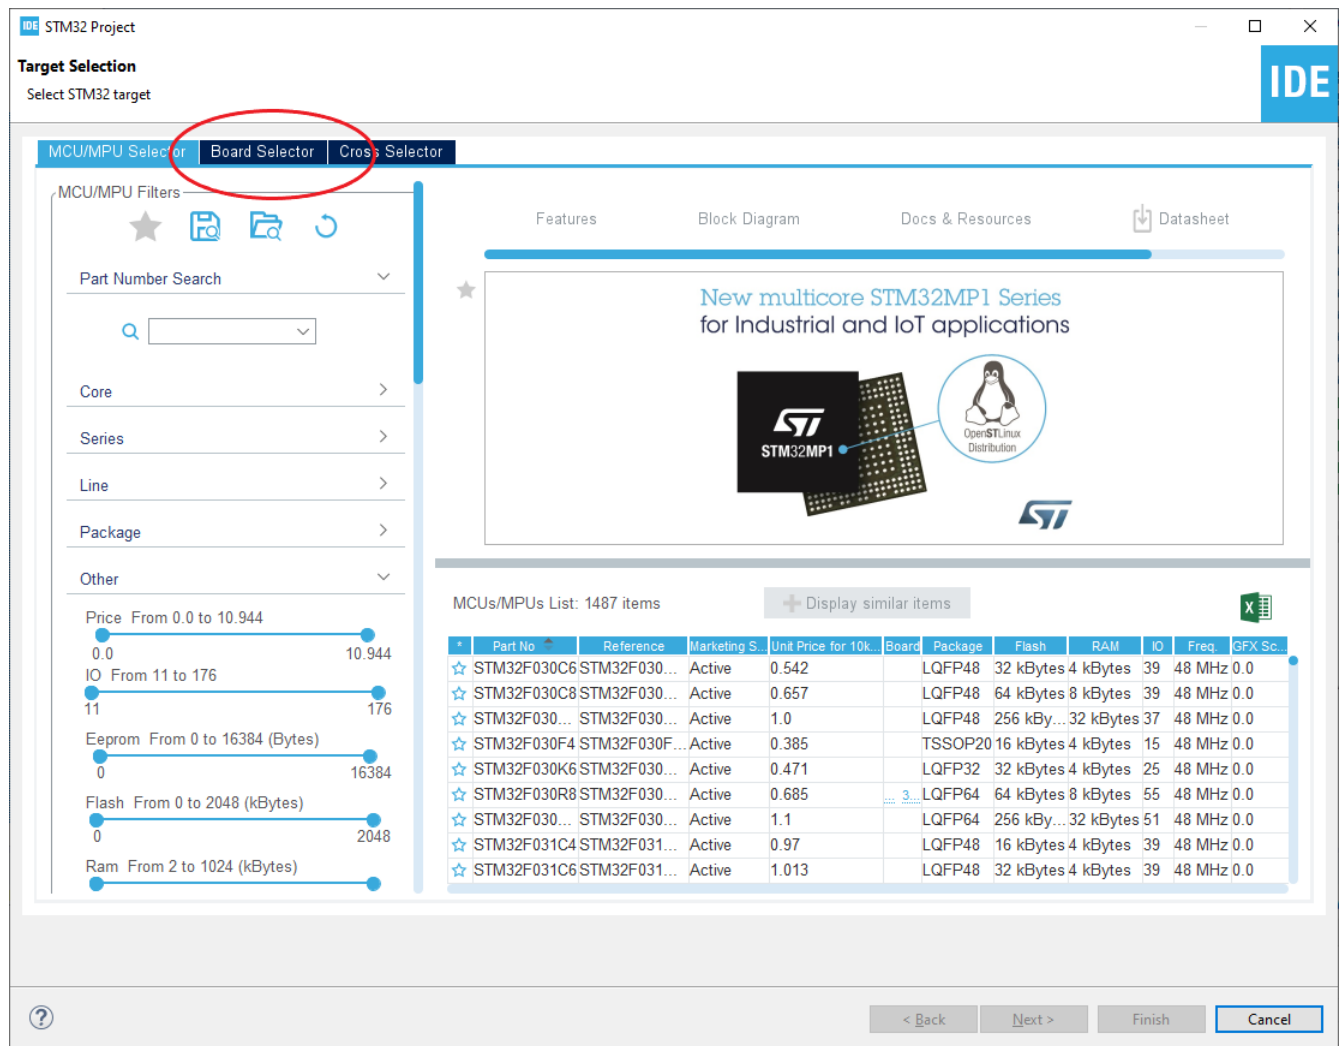 IDE STM32 Project
Target Selection
Select STM32 target
IDE
MCU/MPU Selector Board Selector Cross Selector
MCU/MPU Filters
Part Number Search
Core
Series
Line
Package
Other
Price From 0.0 to 10.944
0.0 10.944
IO From 11 to 176
11 176
Eeprom From 0 to 16384 (Bytes)
0 16384
Flash From 0 to 2048 (kBytes)
0 2048
Ram From 2 to 1024 (kBytes)
Features Block Diagram Docs & Resources Datasheet
New multicore STM32MP1 Series
for Industrial and IoT applications
ST
STM32MP1
OpenSTLinux
Distribution
ST
MCUs/MPUs List: 1487 items
+ Display similar items
X
* Part No Reference Marketing S... Unit Price for 10k... Board Package Flash RAM IO Freq. GFX Sc...
STM32F030C6 STM32F030... Active 0.542 LQFP48 32 kBytes 4 kBytes 39 48 MHz 0.0
STM32F030C8 STM32F030... Active 0.657 LQFP48 64 kBytes 8 kBytes 39 48 MHz 0.0
STM32F030... STM32F030... Active 1.0 LQFP48 256 kBy... 32 kBytes 37 48 MHz 0.0
STM32F030F4 STM32F030F... Active 0.385 TSSOP20 16 kBytes 4 kBytes 15 48 MHz 0.0
STM32F030K6 STM32F030... Active 0.471 LQFP32 32 kBytes 4 kBytes 25 48 MHz 0.0
STM32F030R8 STM32F030... Active 0.685 ... 3... LQFP64 64 kBytes 8 kBytes 55 48 MHz 0.0
STM32F030... STM32F030... Active 1.1 LQFP64 256 kBy... 32 kBytes 51 48 MHz 0.0
STM32F031C4 STM32F031... Active 0.97 LQFP48 16 kBytes 4 kBytes 39 48 MHz 0.0
STM32F031C6 STM32F031... Active 1.013 LQFP48 32 kBytes 4 kBytes 39 48 MHz 0.0
? < Back Next > Finish Cancel